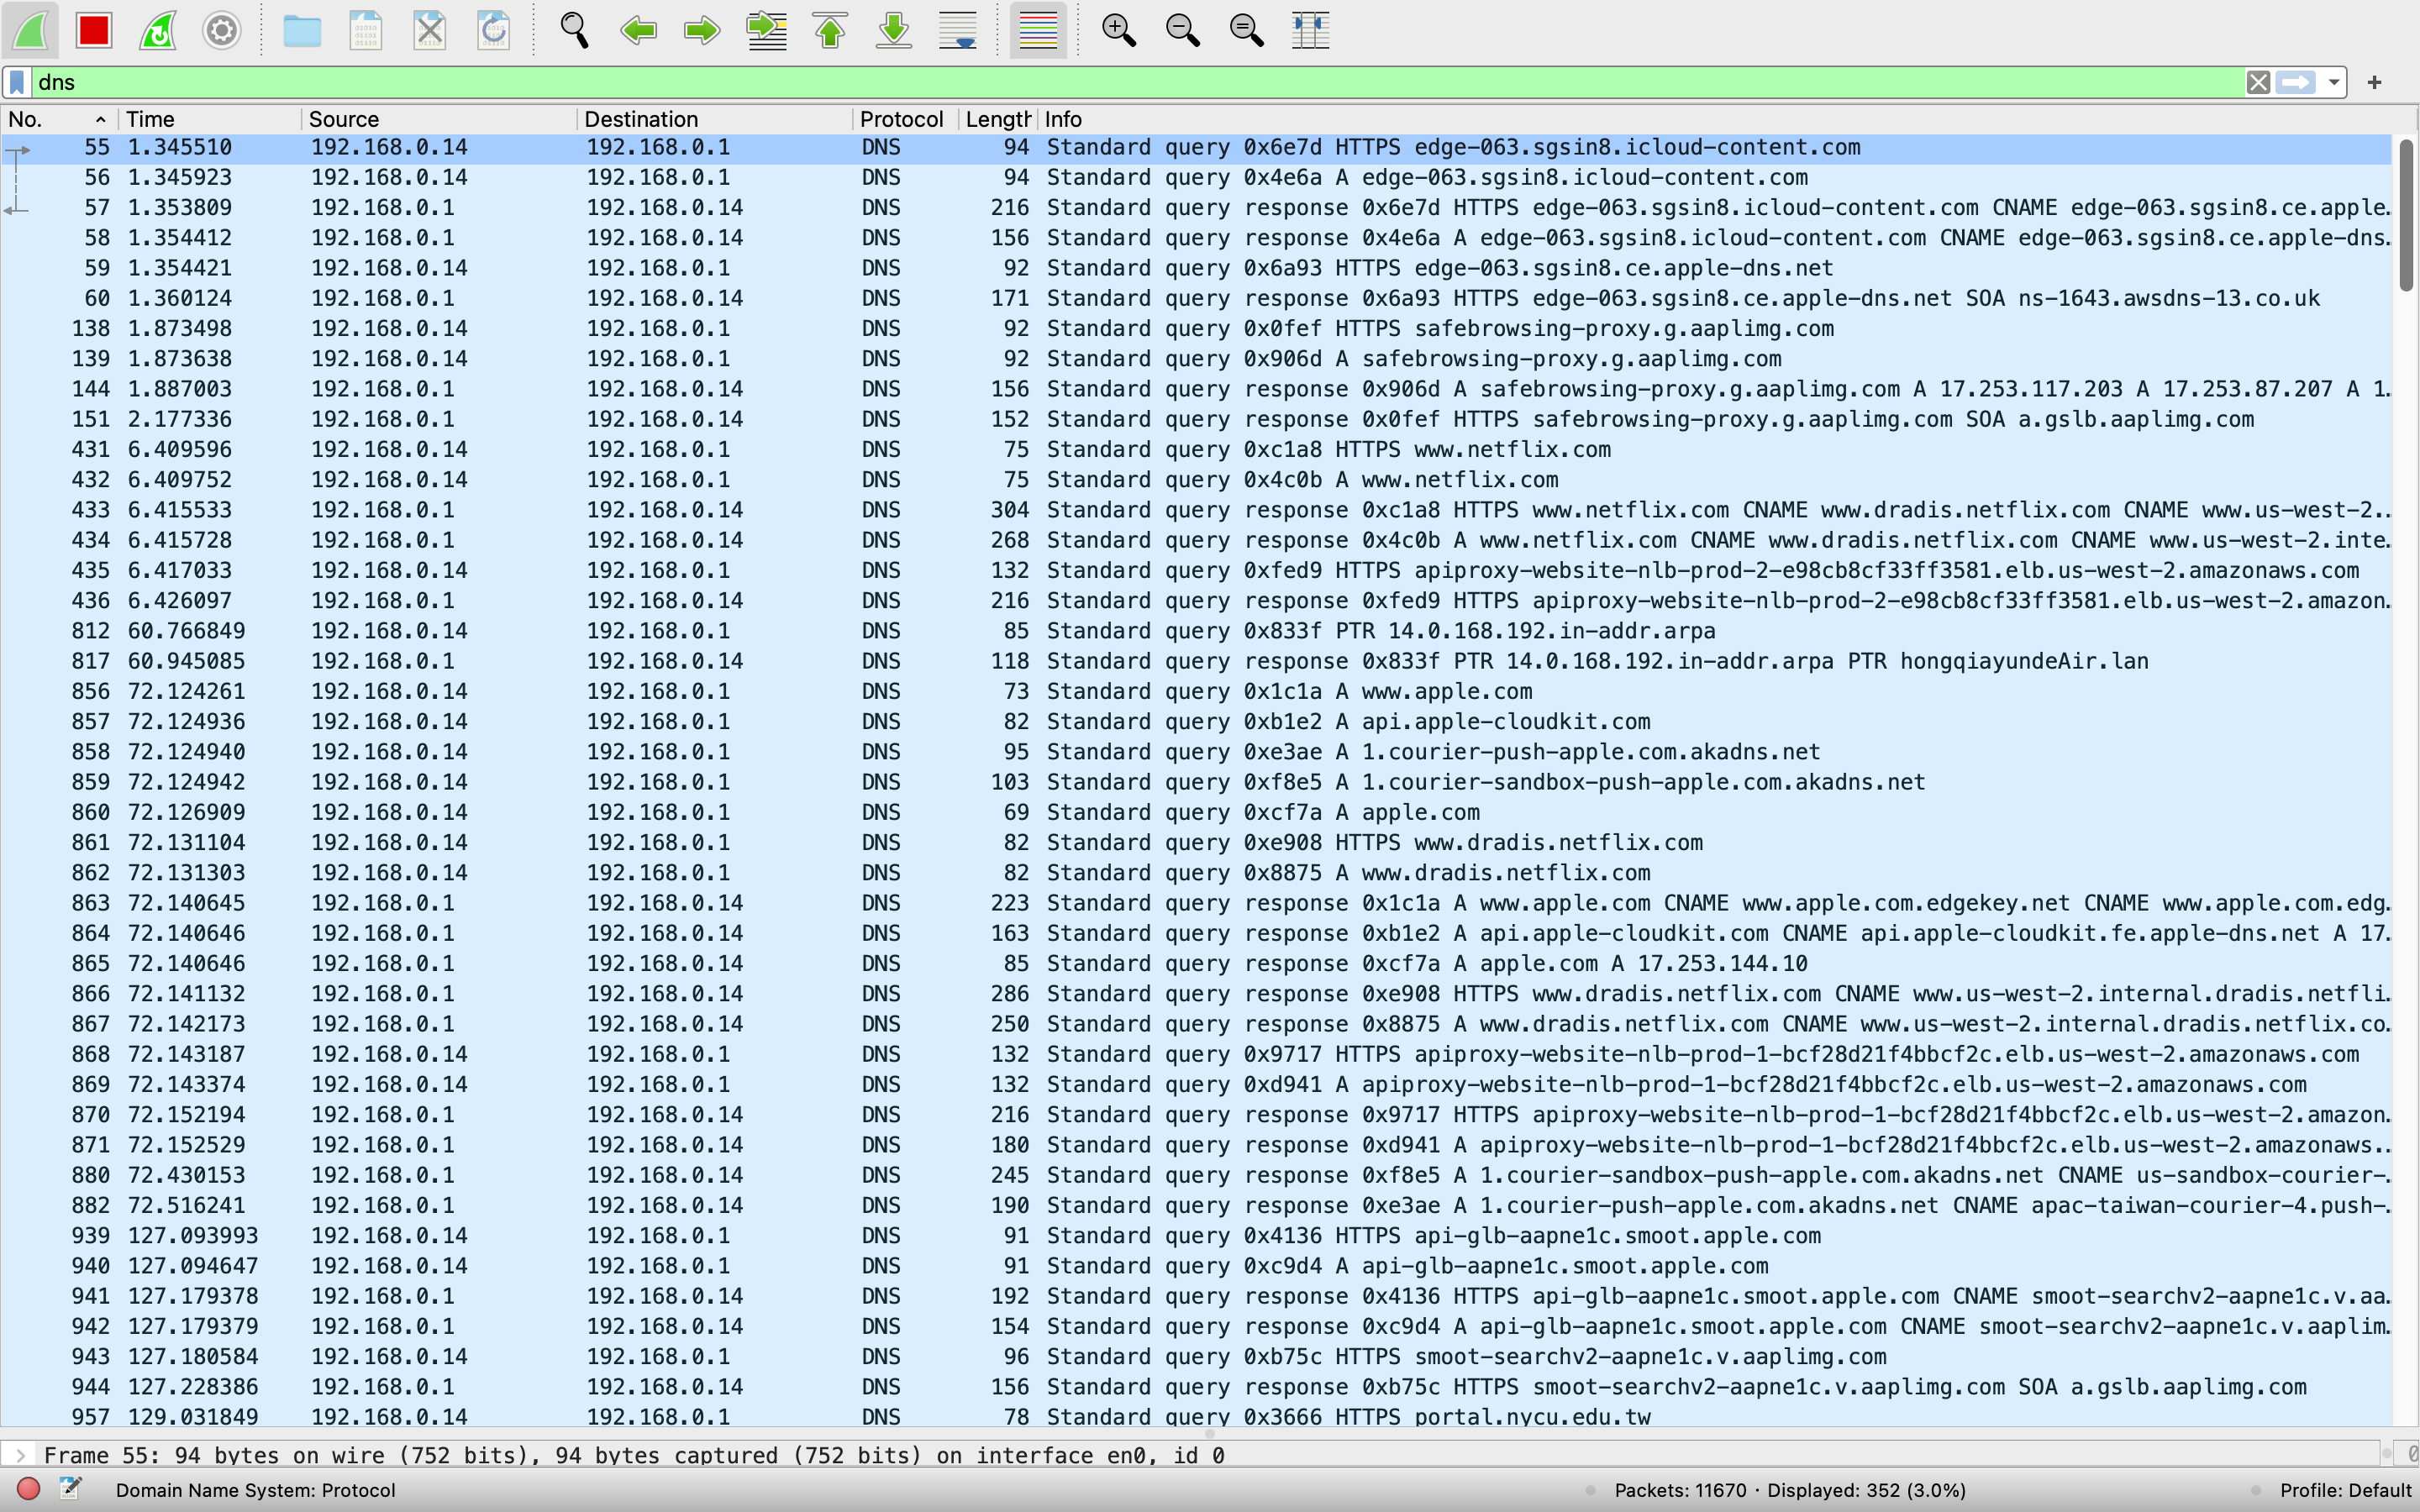 dns
No. Time Source Destination Protocol Length Info
55 1.345510 192.168.0.14 192.168.0.1 DNS 94 Standard query 0x6e7d HTTPS edge-063.sgsin8.icloud-content.com
56 1.345923 192.168.0.14 192.168.0.1 DNS 94 Standard query 0x4e6a A edge-063.sgsin8.icloud-content.com
57 1.353809 192.168.0.1 192.168.0.14 DNS 216 Standard query response 0x6e7d HTTPS edge-063.sgsin8.icloud-content.com CNAME edge-063.sgsin8.ce.apple…
58 1.354412 192.168.0.1 192.168.0.14 DNS 156 Standard query response 0x4e6a A edge-063.sgsin8.icloud-content.com CNAME edge-063.sgsin8.ce.apple-dns…
59 1.354421 192.168.0.14 192.168.0.1 DNS 92 Standard query 0x6a93 HTTPS edge-063.sgsin8.ce.apple-dns.net
60 1.360124 192.168.0.1 192.168.0.14 DNS 171 Standard query response 0x6a93 HTTPS edge-063.sgsin8.ce.apple-dns.net SOA ns-1643.awsdns-13.co.uk
138 1.873498 192.168.0.14 192.168.0.1 DNS 92 Standard query 0x0fef HTTPS safebrowsing-proxy.g.aaplimg.com
139 1.873638 192.168.0.14 192.168.0.1 DNS 92 Standard query 0x906d A safebrowsing-proxy.g.aaplimg.com
144 1.887003 192.168.0.1 192.168.0.14 DNS 156 Standard query response 0x906d A safebrowsing-proxy.g.aaplimg.com A 17.253.117.203 A 17.253.87.207 A 1…
151 2.177336 192.168.0.1 192.168.0.14 DNS 152 Standard query response 0x0fef HTTPS safebrowsing-proxy.g.aaplimg.com SOA a.gslb.aaplimg.com
431 6.409596 192.168.0.14 192.168.0.1 DNS 75 Standard query 0xc1a8 HTTPS www.netflix.com
432 6.409752 192.168.0.14 192.168.0.1 DNS 75 Standard query 0x4c0b A www.netflix.com
433 6.415533 192.168.0.1 192.168.0.14 DNS 304 Standard query response 0xc1a8 HTTPS www.netflix.com CNAME www.dradis.netflix.com CNAME www.us-west-2.…
434 6.415728 192.168.0.1 192.168.0.14 DNS 268 Standard query response 0x4c0b A www.netflix.com CNAME www.dradis.netflix.com CNAME www.us-west-2.inte…
435 6.417033 192.168.0.14 192.168.0.1 DNS 132 Standard query 0xfed9 HTTPS apiproxy-website-nlb-prod-2-e98cb8cf33ff3581.elb.us-west-2.amazonaws.com
436 6.426097 192.168.0.1 192.168.0.14 DNS 216 Standard query response 0xfed9 HTTPS apiproxy-website-nlb-prod-2-e98cb8cf33ff3581.elb.us-west-2.amazon…
812 60.766849 192.168.0.14 192.168.0.1 DNS 85 Standard query 0x833f PTR 14.0.168.192.in-addr.arpa
817 60.945085 192.168.0.1 192.168.0.14 DNS 118 Standard query response 0x833f PTR 14.0.168.192.in-addr.arpa PTR hongqiayundeAir.lan
856 72.124261 192.168.0.14 192.168.0.1 DNS 73 Standard query 0x1c1a A www.apple.com
857 72.124936 192.168.0.14 192.168.0.1 DNS 82 Standard query 0xb1e2 A api.apple-cloudkit.com
858 72.124940 192.168.0.14 192.168.0.1 DNS 95 Standard query 0xe3ae A 1.courier-push-apple.com.akadns.net
859 72.124942 192.168.0.14 192.168.0.1 DNS 103 Standard query 0xf8e5 A 1.courier-sandbox-push-apple.com.akadns.net
860 72.126909 192.168.0.14 192.168.0.1 DNS 69 Standard query 0xcf7a A apple.com
861 72.131104 192.168.0.14 192.168.0.1 DNS 82 Standard query 0xe908 HTTPS www.dradis.netflix.com
862 72.131303 192.168.0.14 192.168.0.1 DNS 82 Standard query 0x8875 A www.dradis.netflix.com
863 72.140645 192.168.0.1 192.168.0.14 DNS 223 Standard query response 0x1c1a A www.apple.com CNAME www.apple.com.edgekey.net CNAME www.apple.com.edg…
864 72.140646 192.168.0.1 192.168.0.14 DNS 163 Standard query response 0xb1e2 A api.apple-cloudkit.com CNAME api.apple-cloudkit.fe.apple-dns.net A 17…
865 72.140646 192.168.0.1 192.168.0.14 DNS 85 Standard query response 0xcf7a A apple.com A 17.253.144.10
866 72.141132 192.168.0.1 192.168.0.14 DNS 286 Standard query response 0xe908 HTTPS www.dradis.netflix.com CNAME www.us-west-2.internal.dradis.netfli…
867 72.142173 192.168.0.1 192.168.0.14 DNS 250 Standard query response 0x8875 A www.dradis.netflix.com CNAME www.us-west-2.internal.dradis.netflix.co…
868 72.143187 192.168.0.14 192.168.0.1 DNS 132 Standard query 0x9717 HTTPS apiproxy-website-nlb-prod-1-bcf28d21f4bbcf2c.elb.us-west-2.amazonaws.com
869 72.143374 192.168.0.14 192.168.0.1 DNS 132 Standard query 0xd941 A apiproxy-website-nlb-prod-1-bcf28d21f4bbcf2c.elb.us-west-2.amazonaws.com
870 72.152194 192.168.0.1 192.168.0.14 DNS 216 Standard query response 0x9717 HTTPS apiproxy-website-nlb-prod-1-bcf28d21f4bbcf2c.elb.us-west-2.amazon…
871 72.152529 192.168.0.1 192.168.0.14 DNS 180 Standard query response 0xd941 A apiproxy-website-nlb-prod-1-bcf28d21f4bbcf2c.elb.us-west-2.amazonaws.…
880 72.430153 192.168.0.1 192.168.0.14 DNS 245 Standard query response 0xf8e5 A 1.courier-sandbox-push-apple.com.akadns.net CNAME us-sandbox-courier-…
882 72.516241 192.168.0.1 192.168.0.14 DNS 190 Standard query response 0xe3ae A 1.courier-push-apple.com.akadns.net CNAME apac-taiwan-courier-4.push-…
939 127.093993 192.168.0.14 192.168.0.1 DNS 91 Standard query 0x4136 HTTPS api-glb-aapne1c.smoot.apple.com
940 127.094647 192.168.0.14 192.168.0.1 DNS 91 Standard query 0xc9d4 A api-glb-aapne1c.smoot.apple.com
941 127.179378 192.168.0.1 192.168.0.14 DNS 192 Standard query response 0x4136 HTTPS api-glb-aapne1c.smoot.apple.com CNAME smoot-searchv2-aapne1c.v.aa…
942 127.179379 192.168.0.1 192.168.0.14 DNS 154 Standard query response 0xc9d4 A api-glb-aapne1c.smoot.apple.com CNAME smoot-searchv2-aapne1c.v.aaplim…
943 127.180584 192.168.0.14 192.168.0.1 DNS 96 Standard query 0xb75c HTTPS smoot-searchv2-aapne1c.v.aaplimg.com
944 127.228386 192.168.0.1 192.168.0.14 DNS 156 Standard query response 0xb75c HTTPS smoot-searchv2-aapne1c.v.aaplimg.com SOA a.gslb.aaplimg.com
957 129.031849 192.168.0.14 192.168.0.1 DNS 78 Standard query 0x3666 HTTPS portal.nycu.edu.tw
Frame 55: 94 bytes on wire (752 bits), 94 bytes captured (752 bits) on interface en0, id 0
Domain Name System: Protocol Packets: 11670 · Displayed: 352 (3.0%) Profile: Default